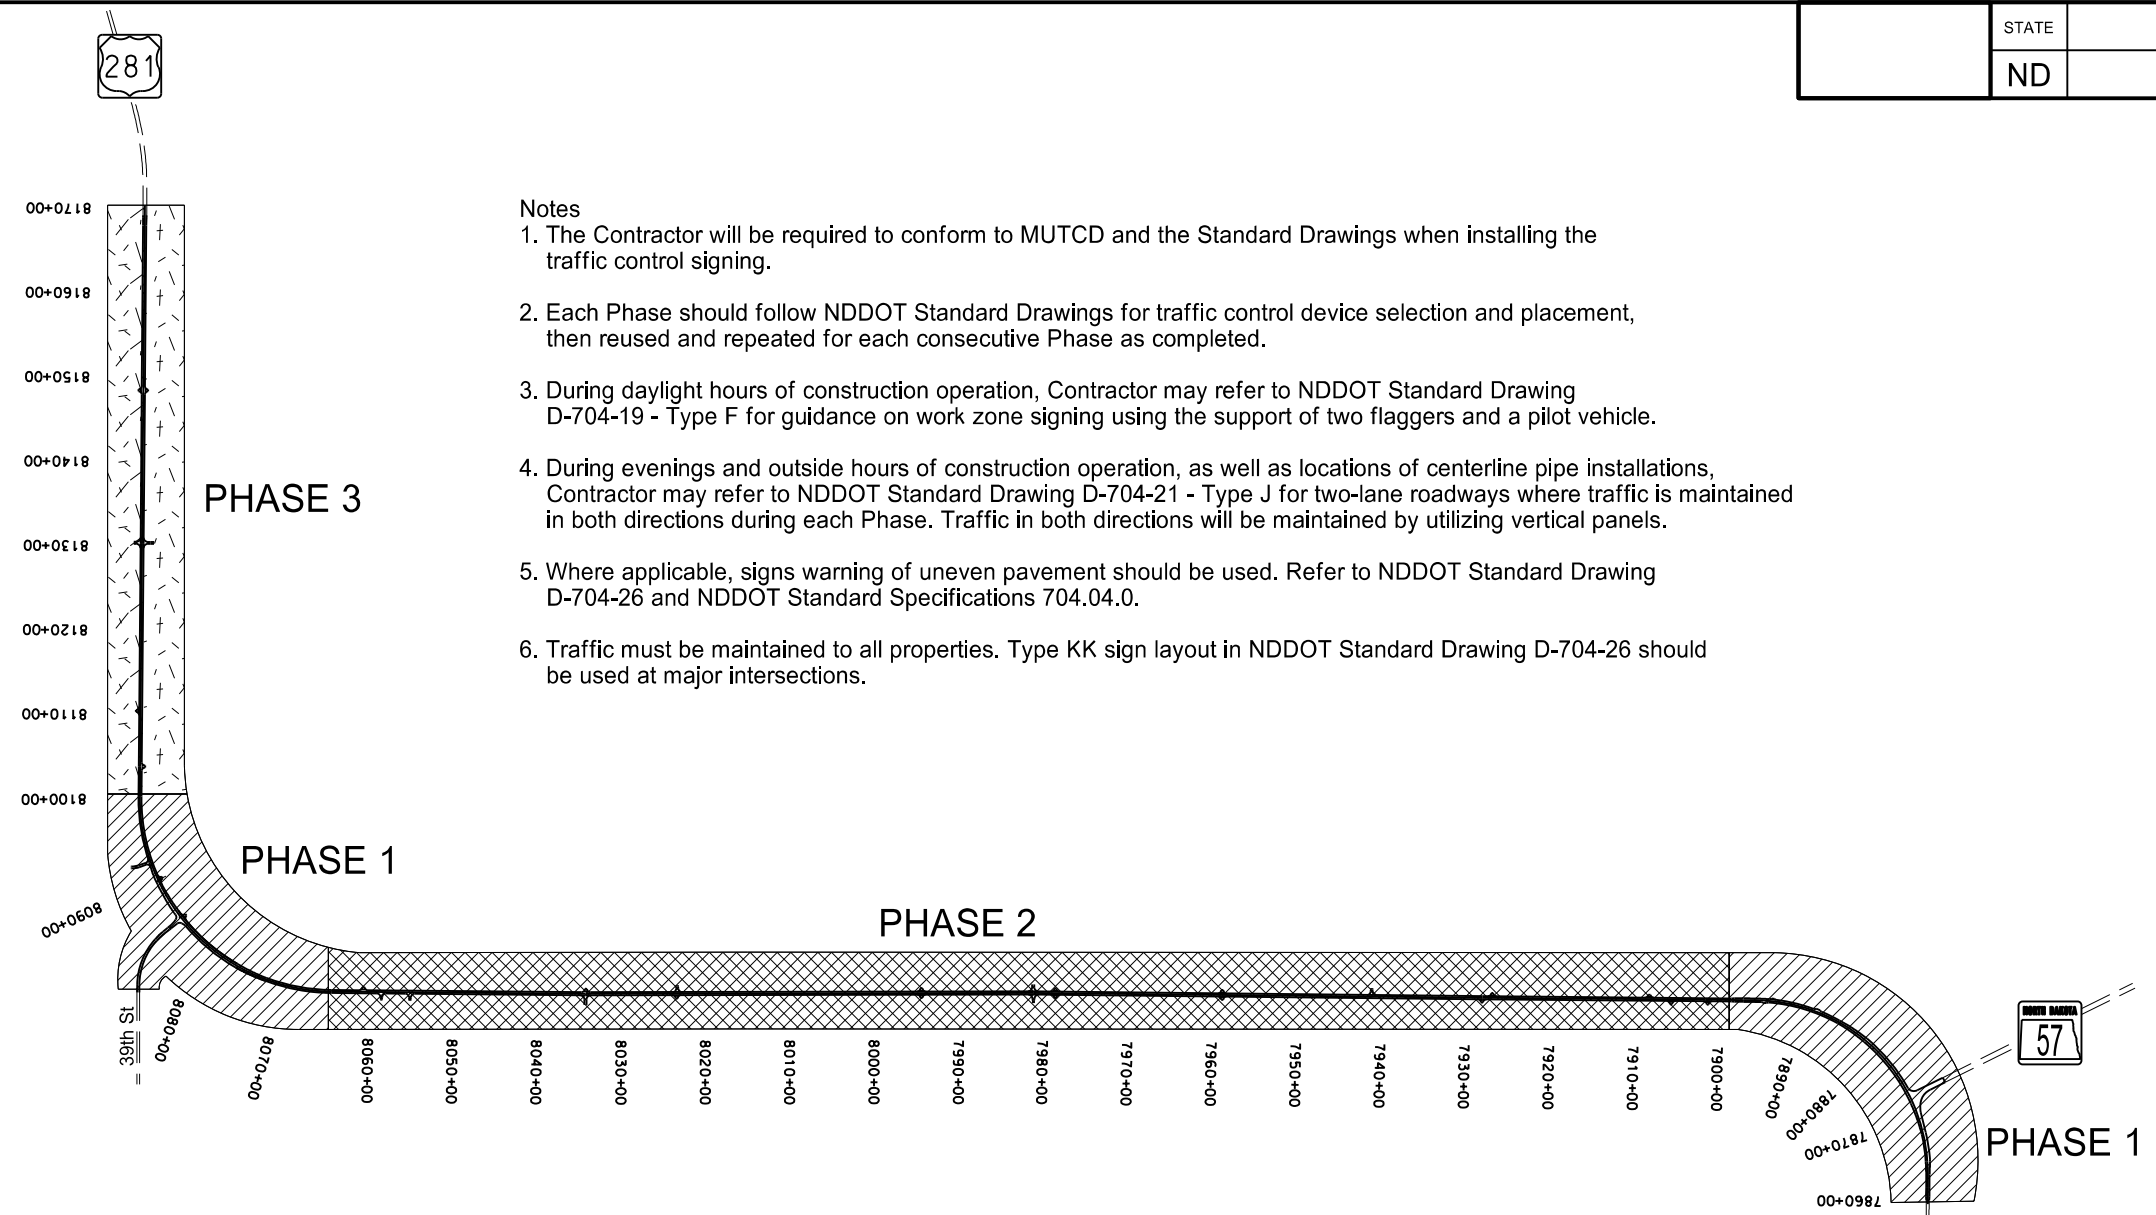 STATE
ND
281
Notes
1. The Contractor will be required to conform to MUTCD and the Standard Drawings when installing the
traffic control signing.
2. Each Phase should follow NDDOT Standard Drawings for traffic control device selection and placement,
then reused and repeated for each consecutive Phase as completed.
3. During daylight hours of construction operation, Contractor may refer to NDDOT Standard Drawing
D-704-19 - Type F for guidance on work zone signing using the support of two flaggers and a pilot vehicle.
4. During evenings and outside hours of construction operation, as well as locations of centerline pipe installations,
Contractor may refer to NDDOT Standard Drawing D-704-21 - Type J for two-lane roadways where traffic is maintained
in both directions during each Phase. Traffic in both directions will be maintained by utilizing vertical panels.
5. Where applicable, signs warning of uneven pavement should be used. Refer to NDDOT Standard Drawing
D-704-26 and NDDOT Standard Specifications 704.04.0.
6. Traffic must be maintained to all properties. Type KK sign layout in NDDOT Standard Drawing D-704-26 should
be used at major intersections.
8170+00
8160+00
8150+00
8140+00
8130+00
8120+00
8110+00
8100+00
PHASE 3
PHASE 1
8090+00
39th St
8080+00
8070+00
PHASE 2
8060+00
8050+00
8040+00
8030+00
8020+00
8010+00
8000+00
7990+00
7980+00
7970+00
7960+00
7950+00
7940+00
7930+00
7920+00
7910+00
7900+00
7890+00
7880+00
7870+00
7860+00
NORTH DAKOTA
57
PHASE 1